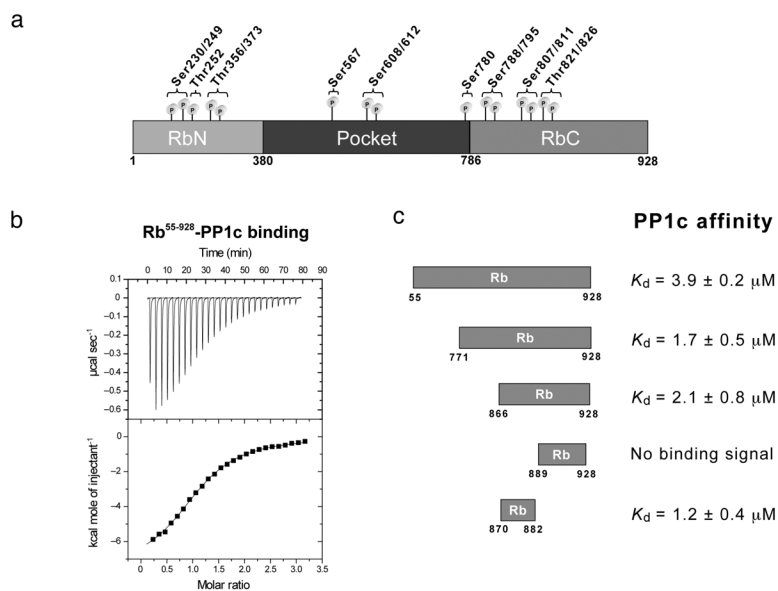 a
Ser230/249
Thr252
Thr356/373
Ser567
Ser608/612
Ser780
Ser788/795
Ser807/811
Thr821/826
P P P P P P P P P P P P P P P
RbN Pocket RbC
1 380 786 928
b
Rb55-928-PP1c binding
Time (min)
0 10 20 30 40 50 60 70 80 90
0.1
0
−0.1
−0.2
−0.3
−0.4
−0.5
−0.6
µcal sec-1
0
−2
−4
−6
kcal mole of injectant-1
0.0 0.5 1.0 1.5 2.0 2.5 3.0 3.5
Molar ratio
c
PP1c affinity
Rb
55 928
Kd = 3.9 ± 0.2 µM
Rb
771 928
Kd = 1.7 ± 0.5 µM
Rb
866 928
Kd = 2.1 ± 0.8 µM
Rb
889 928
No binding signal
Rb
870 882
Kd = 1.2 ± 0.4 µM